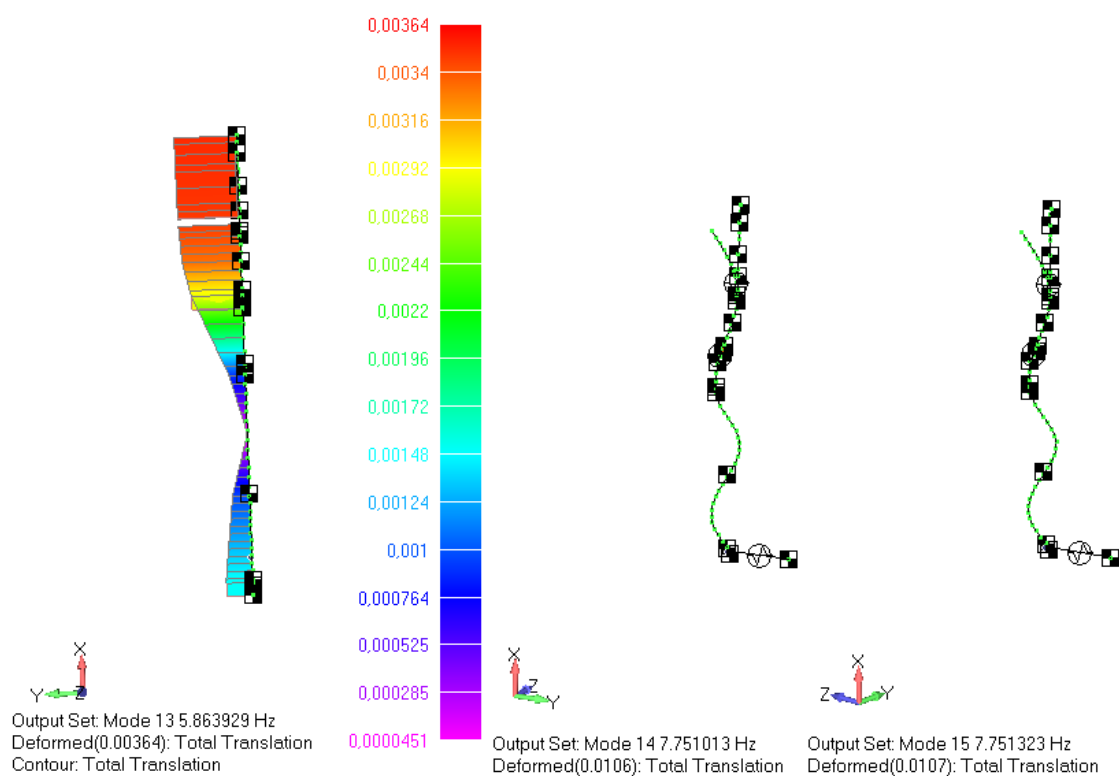 0,00364
0,0034
0,00316
0,00292
0,00268
0,00244
0,0022
0,00196
0,00172
0,00148
0,00124
0,001
0,000764
0,000525
0,000285
0,0000451
X
Y
Z
Output Set: Mode 13 5.863929 Hz
Deformed(0.00364): Total Translation
Contour: Total Translation
X
Z
Y
Output Set: Mode 14 7.751013 Hz
Deformed(0.0106): Total Translation
X
Z
Y
Output Set: Mode 15 7.751323 Hz
Deformed(0.0107): Total Translation